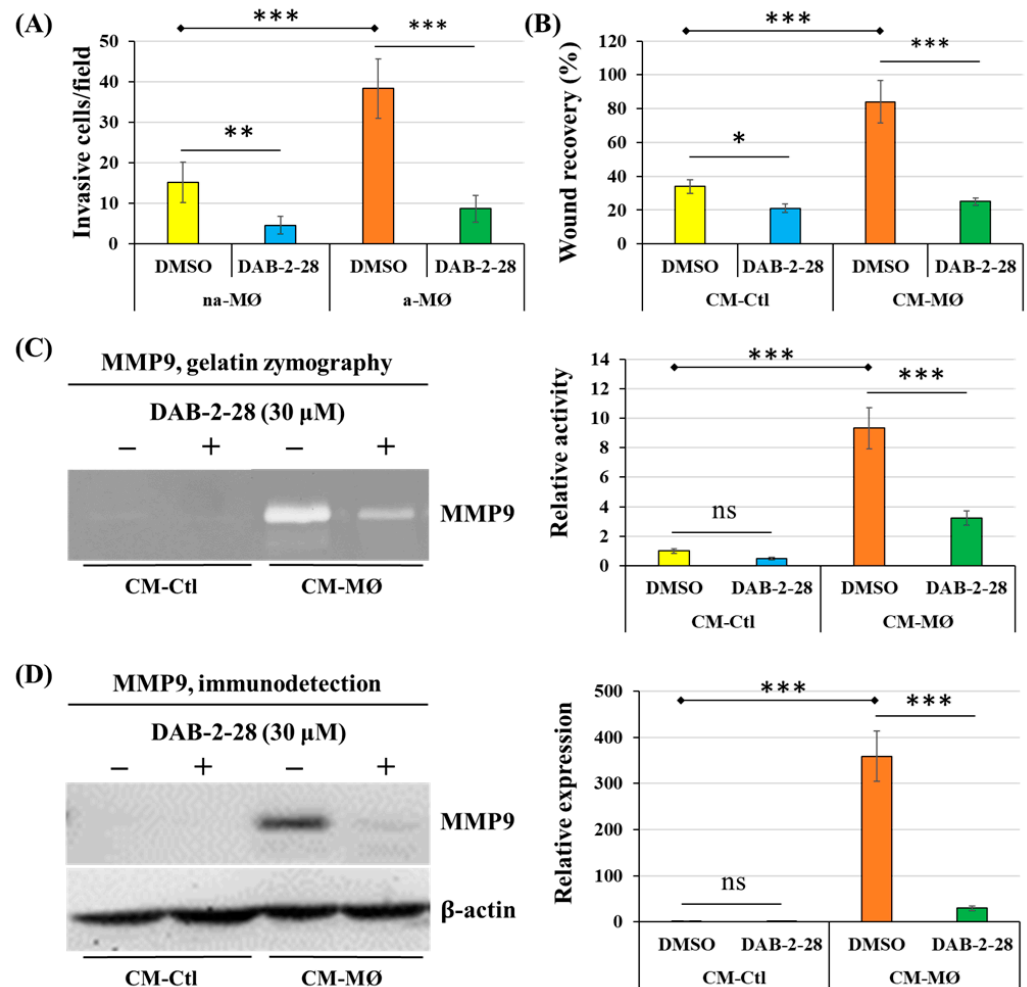 (A)
Invasive cells/field
50
40
30
20
10
0
***
***
**
DMSO DAB-2-28 DMSO DAB-2-28
na-MØ a-MØ
(B)
Wound recovery (%)
120
100
80
60
40
20
0
***
***
*
DMSO DAB-2-28 DMSO DAB-2-28
CM-Ctl CM-MØ
(C)
MMP9, gelatin zymography
DAB-2-28 (30 µM)
– + – +
MMP9
CM-Ctl CM-MØ
Relative activity
14
12
10
8
6
4
2
0
***
***
ns
DMSO DAB-2-28 DMSO DAB-2-28
CM-Ctl CM-MØ
(D)
MMP9, immunodetection
DAB-2-28 (30 µM)
– + – +
MMP9
β-actin
CM-Ctl CM-MØ
Relative expression
500
400
300
200
100
0
***
***
ns
DMSO DAB-2-28 DMSO DAB-2-28
CM-Ctl CM-MØ